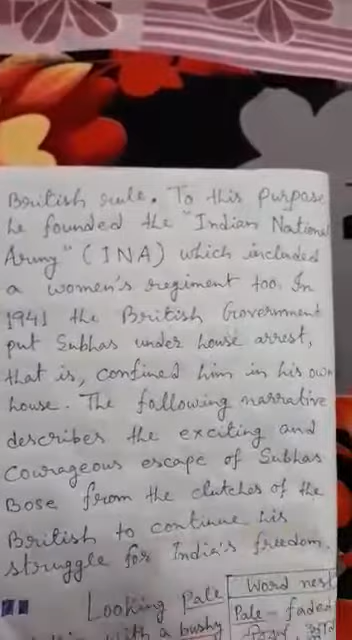 British rule. To this purpose
he founded the "Indian National
Army" (INA) which included
a women's regiment too. In
1941 the British Government
put Subhas under house arrest,
that is, confined him in his own
house. The following narrative
describes the exciting and
courageous escape of Subhas
Bose from the clutches of the
British to continue his
struggle for India's freedom.
Looking Pale
Word nest
Pale - faded
with a bushy